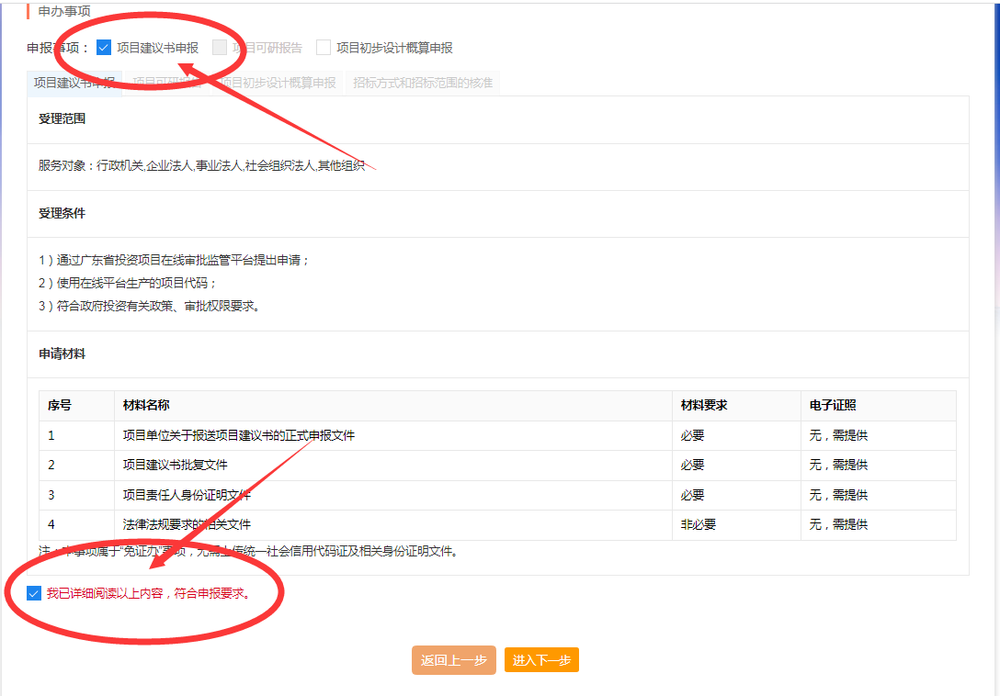 申办事项
申报事项： 项目建议书申报 项目可研报告 项目初步设计概算申报
项目建议书申报 项目可研报告 项目初步设计概算申报 招标方式和招标范围的核准
受理范围
服务对象：行政机关,企业法人,事业法人,社会组织法人,其他组织
受理条件
1）通过广东省投资项目在线审批监管平台提出申请；
2）使用在线平台生产的项目代码；
3）符合政府投资有关政策、审批权限要求。
申请材料
序号 材料名称 材料要求 电子证照
1 项目单位关于报送项目建议书的正式申报文件 必要 无，需提供
2 项目建议书批复文件 必要 无，需提供
3 项目责任人身份证明文件 必要 无，需提供
4 法律法规要求的相关文件 非必要 无，需提供
注：本事项属于“免证办”事项，无需上传统一社会信用代码证及相关身份证明文件。
我已详细阅读以上内容，符合申报要求。
返回上一步 进入下一步